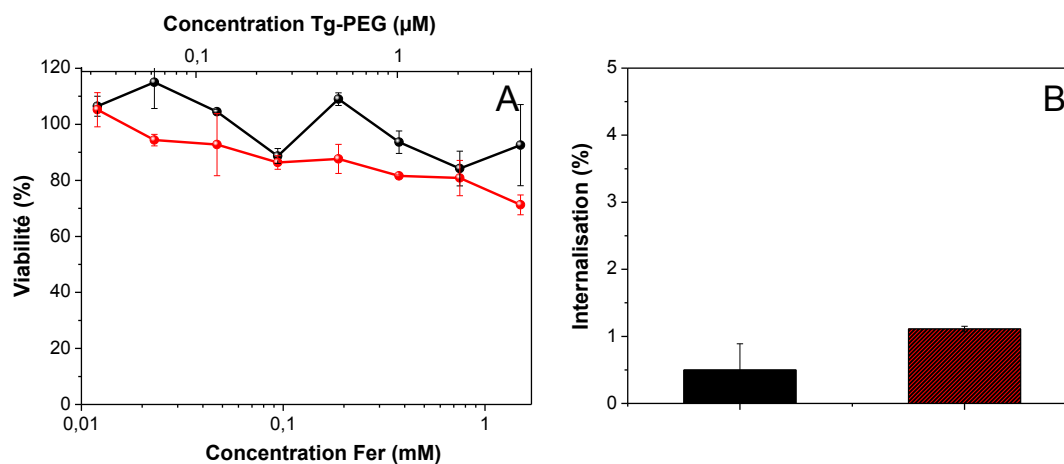 Concentration Tg-PEG (µM)
0,1 1
A
120
100
80
60
40
20
0
Viabilité (%)
0,01 0,1 1
Concentration Fer (mM)
B
5
4
3
2
1
0
Internalisation (%)